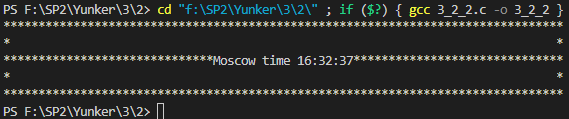 PS F:\SP2\Yunker\3\2> cd "f:\SP2\Yunker\3\2\" ; if ($?) { gcc 3_2_2.c -o 3_2_2 }
********************************************************************************
*                                                                              *
******************************Moscow time 16:32:37******************************
*                                                                              *
********************************************************************************
PS F:\SP2\Yunker\3\2>